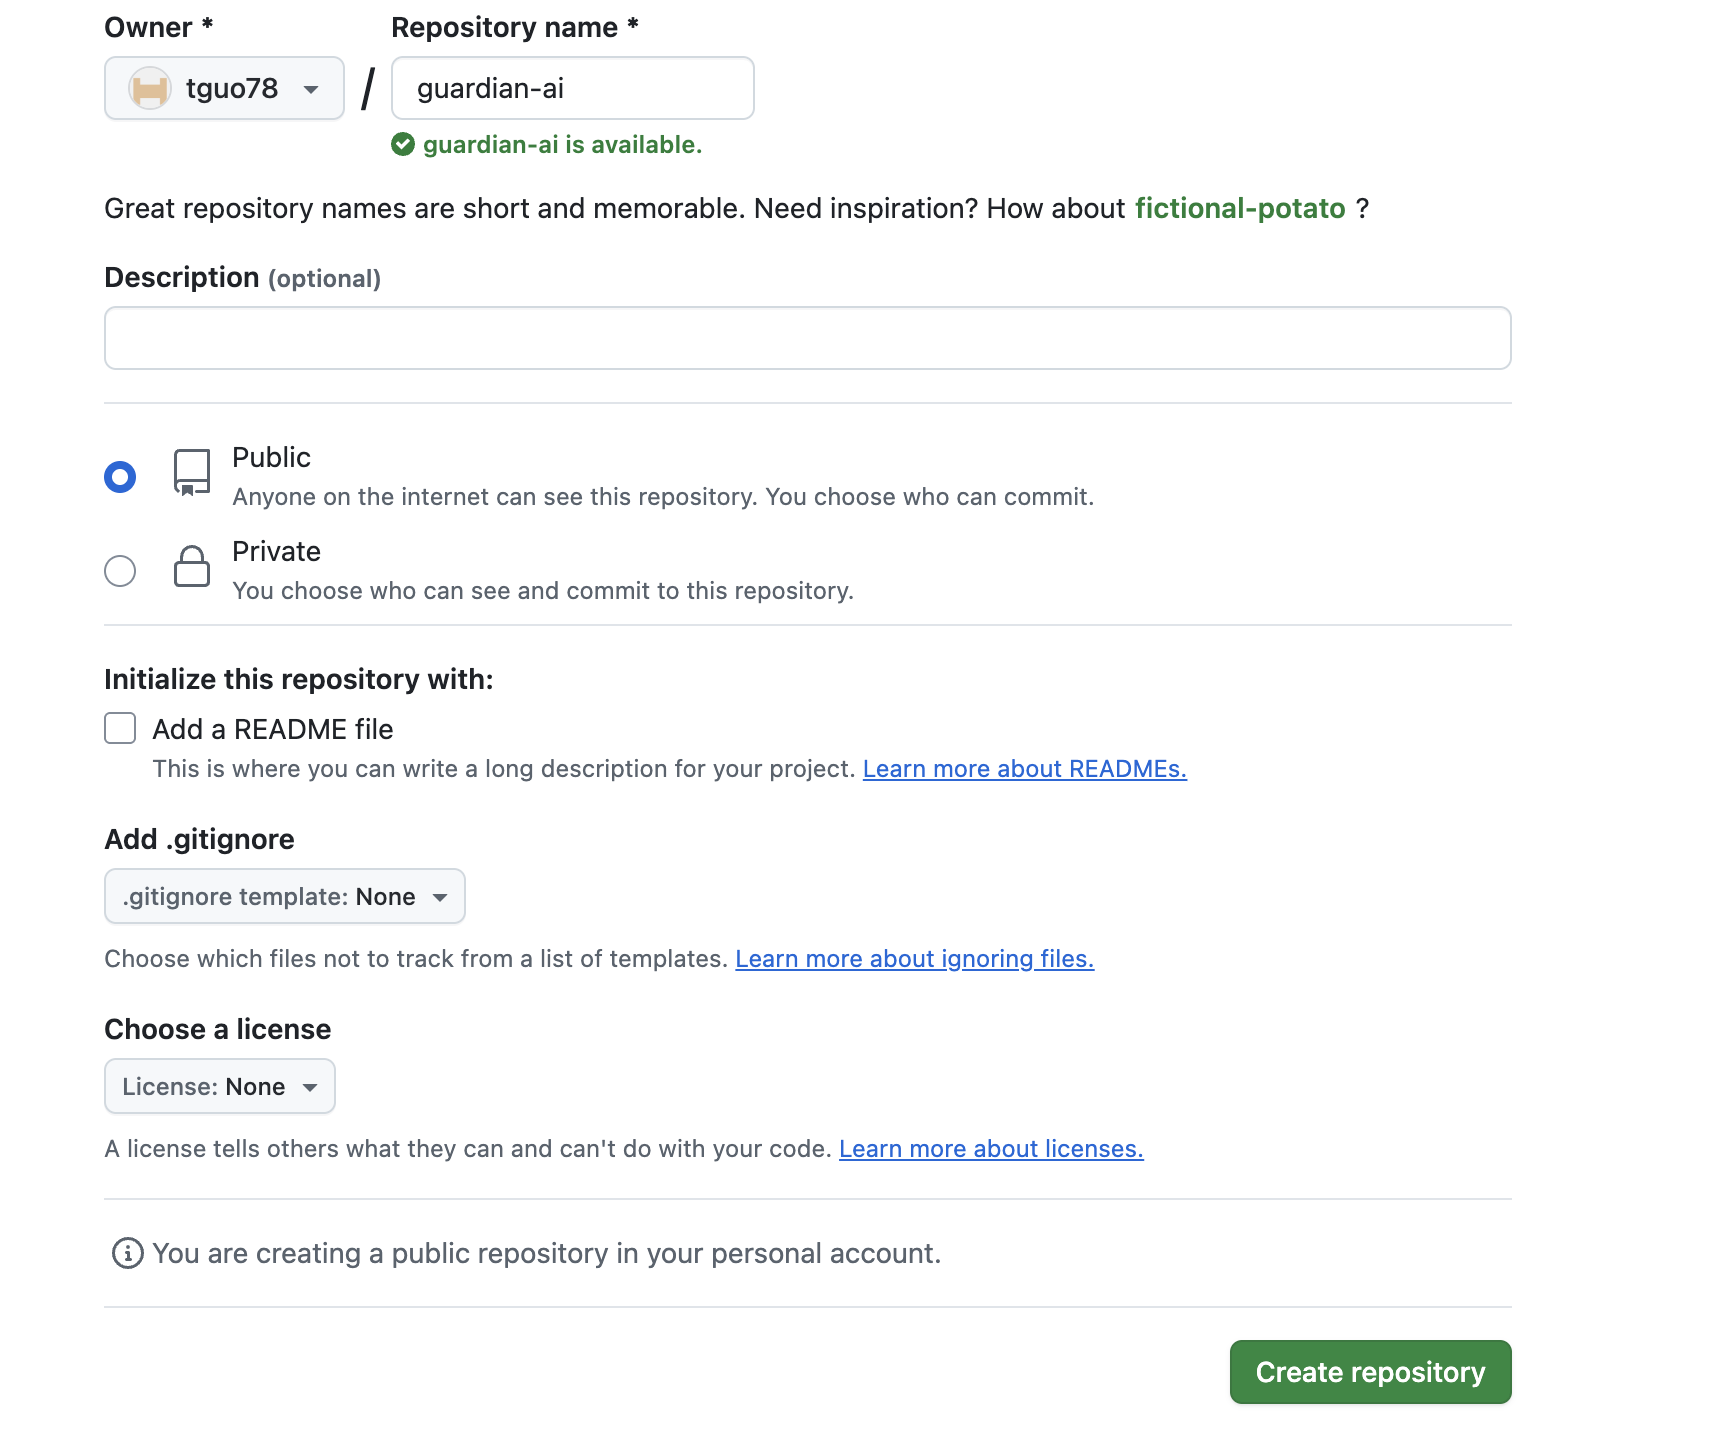 Owner *
Repository name *
tguo78
/
guardian-ai
guardian-ai is available.
Great repository names are short and memorable. Need inspiration? How about fictional-potato ?
Description (optional)
Public
Anyone on the internet can see this repository. You choose who can commit.
Private
You choose who can see and commit to this repository.
Initialize this repository with:
Add a README file
This is where you can write a long description for your project. Learn more about READMEs.
Add .gitignore
.gitignore template: None
Choose which files not to track from a list of templates. Learn more about ignoring files.
Choose a license
License: None
A license tells others what they can and can't do with your code. Learn more about licenses.
You are creating a public repository in your personal account.
Create repository